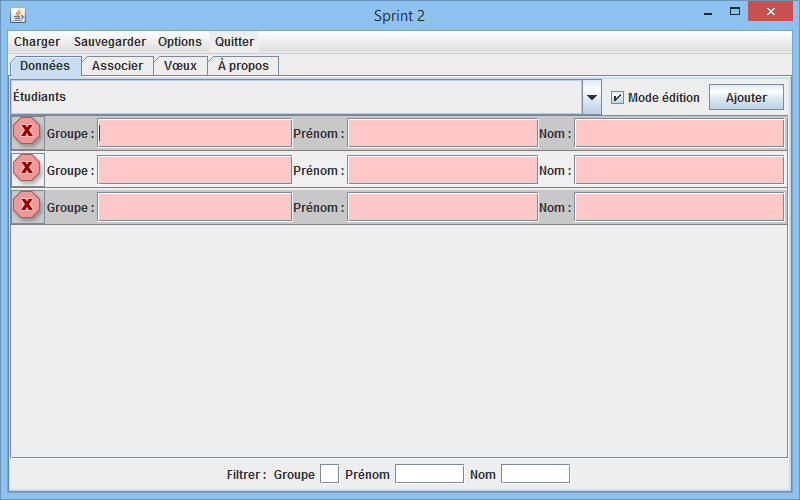 Sprint 2
Charger Sauvegarder Options Quitter
Données Associer Vœux À propos
Étudiants Mode édition Ajouter
X Groupe : Prénom : Nom :
X Groupe : Prénom : Nom :
X Groupe : Prénom : Nom :
Filtrer : Groupe Prénom Nom